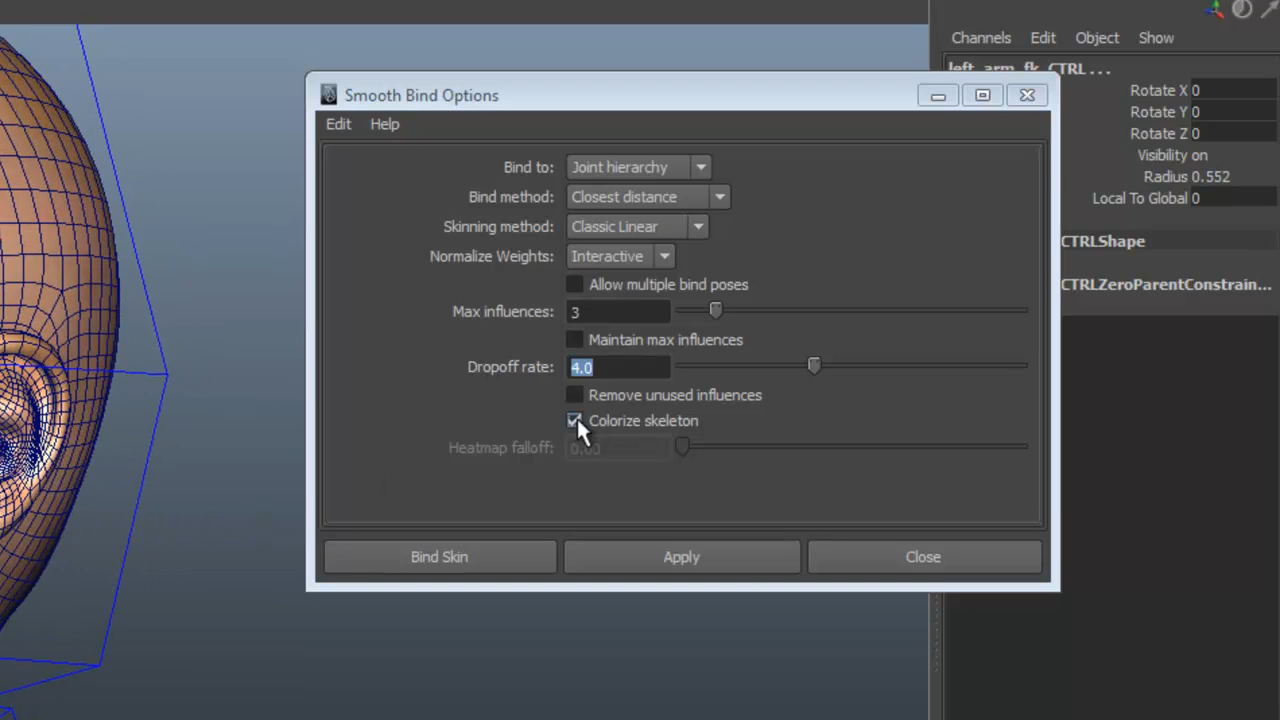 Channels Edit Object Show
left_arm_fk_CTRL . . .
Rotate X 0
Rotate Y 0
Rotate Z 0
Visibility on
Radius 0.552
Local To Global 0
CTRLShape
CTRLZeroParentConstrain...
Smooth Bind Options
Edit Help
Bind to: Joint hierarchy
Bind method: Closest distance
Skinning method: Classic Linear
Normalize Weights: Interactive
Allow multiple bind poses
Max influences: 3
Maintain max influences
Dropoff rate: 4.0
Remove unused influences
Colorize skeleton
Heatmap falloff: 0.00
Bind Skin Apply Close